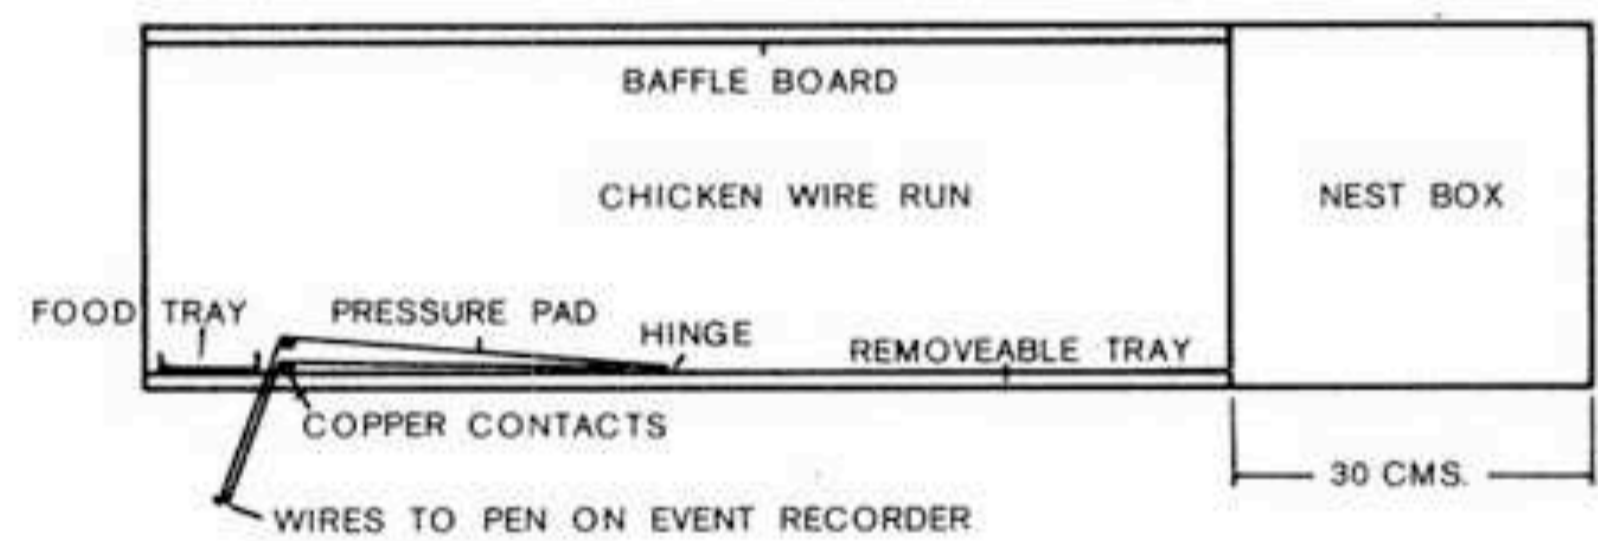 BAFFLE BOARD
CHICKEN WIRE RUN
NEST BOX
FOOD TRAY
PRESSURE PAD
HINGE
REMOVEABLE TRAY
COPPER CONTACTS
30 CMS.
WIRES TO PEN ON EVENT RECORDER